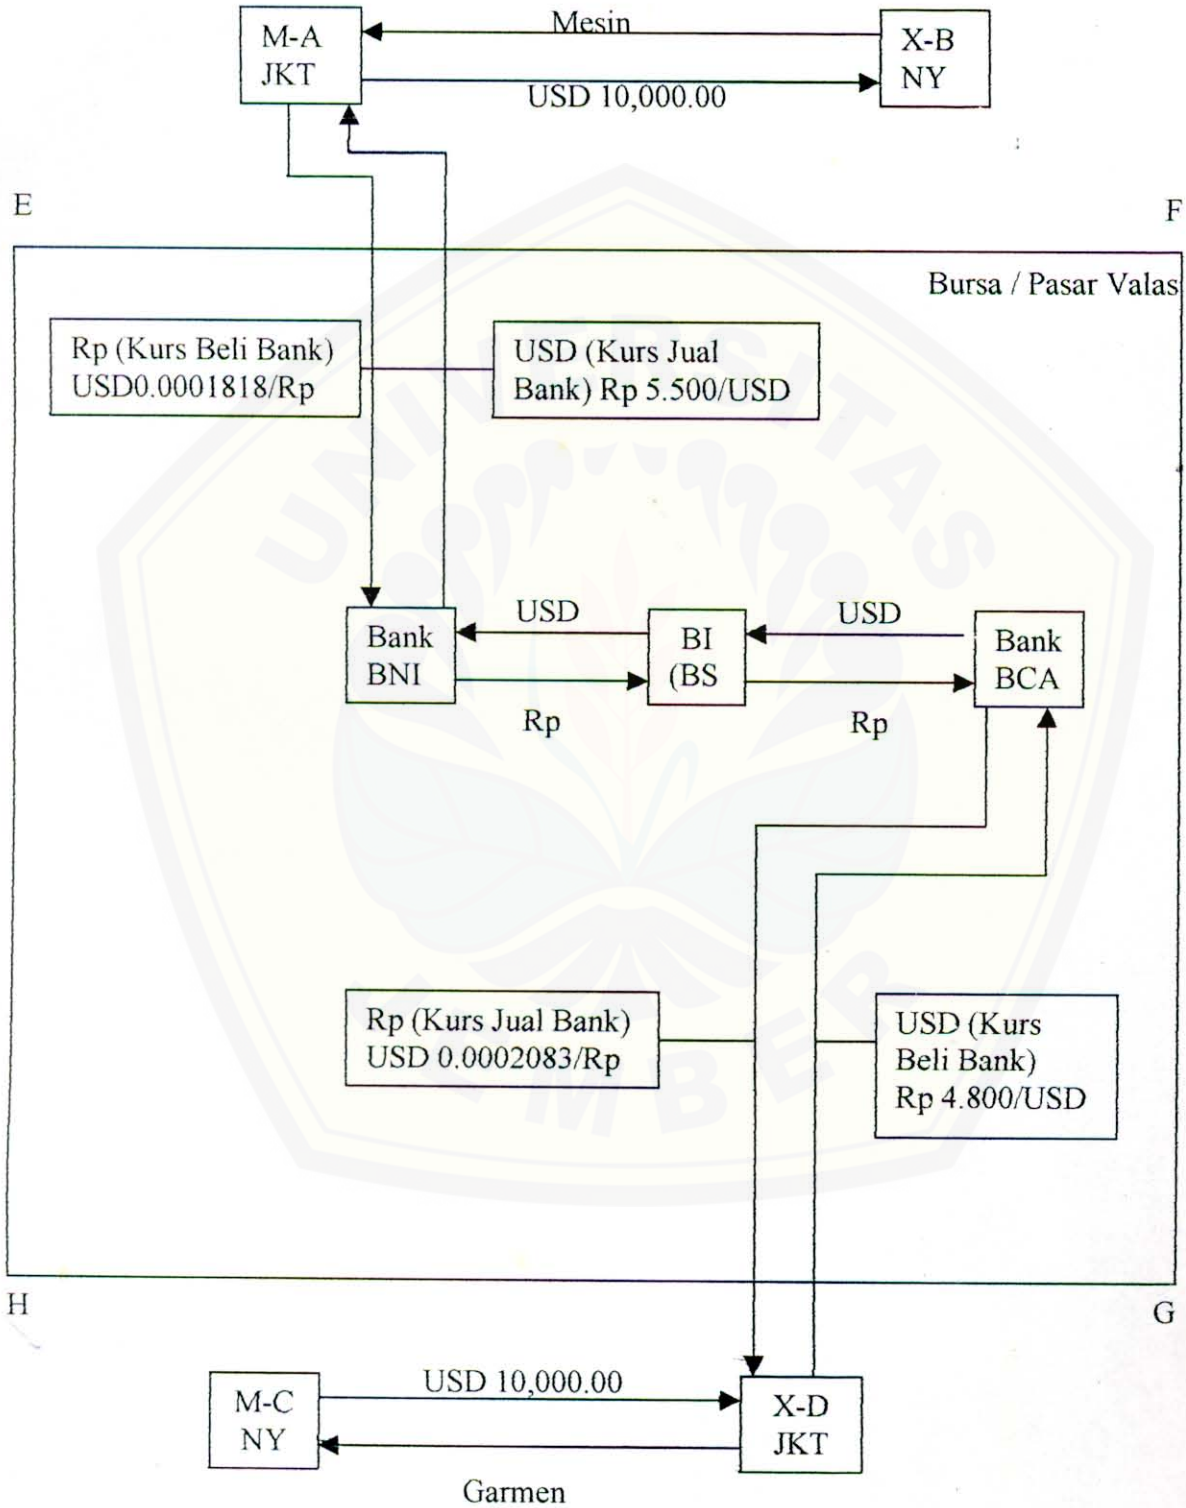 Mesin
M-A
JKT
X-B
NY
USD 10,000.00
E
F
Bursa / Pasar Valas
Rp (Kurs Beli Bank)
USD0.0001818/Rp
USD (Kurs Jual
Bank) Rp 5.500/USD
UNIVERSITAS
USD
USD
Bank
BNI
BI
(BS
Bank
BCA
Rp
Rp
Rp (Kurs Jual Bank)
USD 0.0002083/Rp
USD (Kurs
Beli Bank)
Rp 4.800/USD
JEMBER
H
G
USD 10,000.00
M-C
NY
X-D
JKT
Garmen